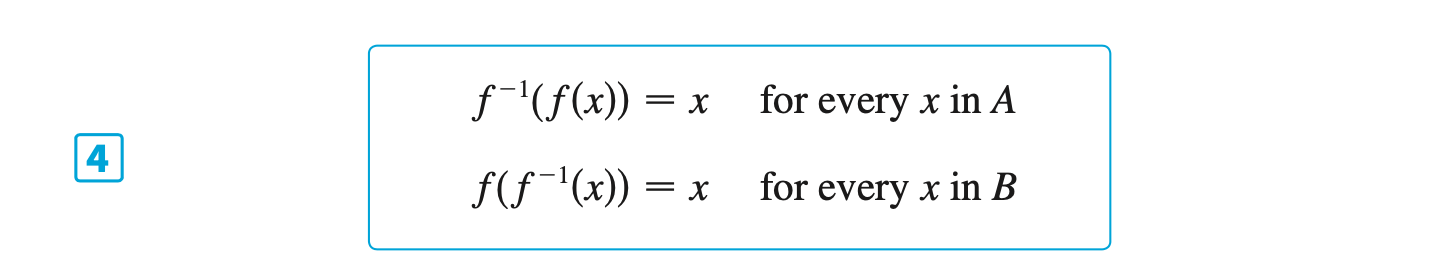 f⁻¹(f(x)) = x for every x in A
4
f(f⁻¹(x)) = x for every x in B